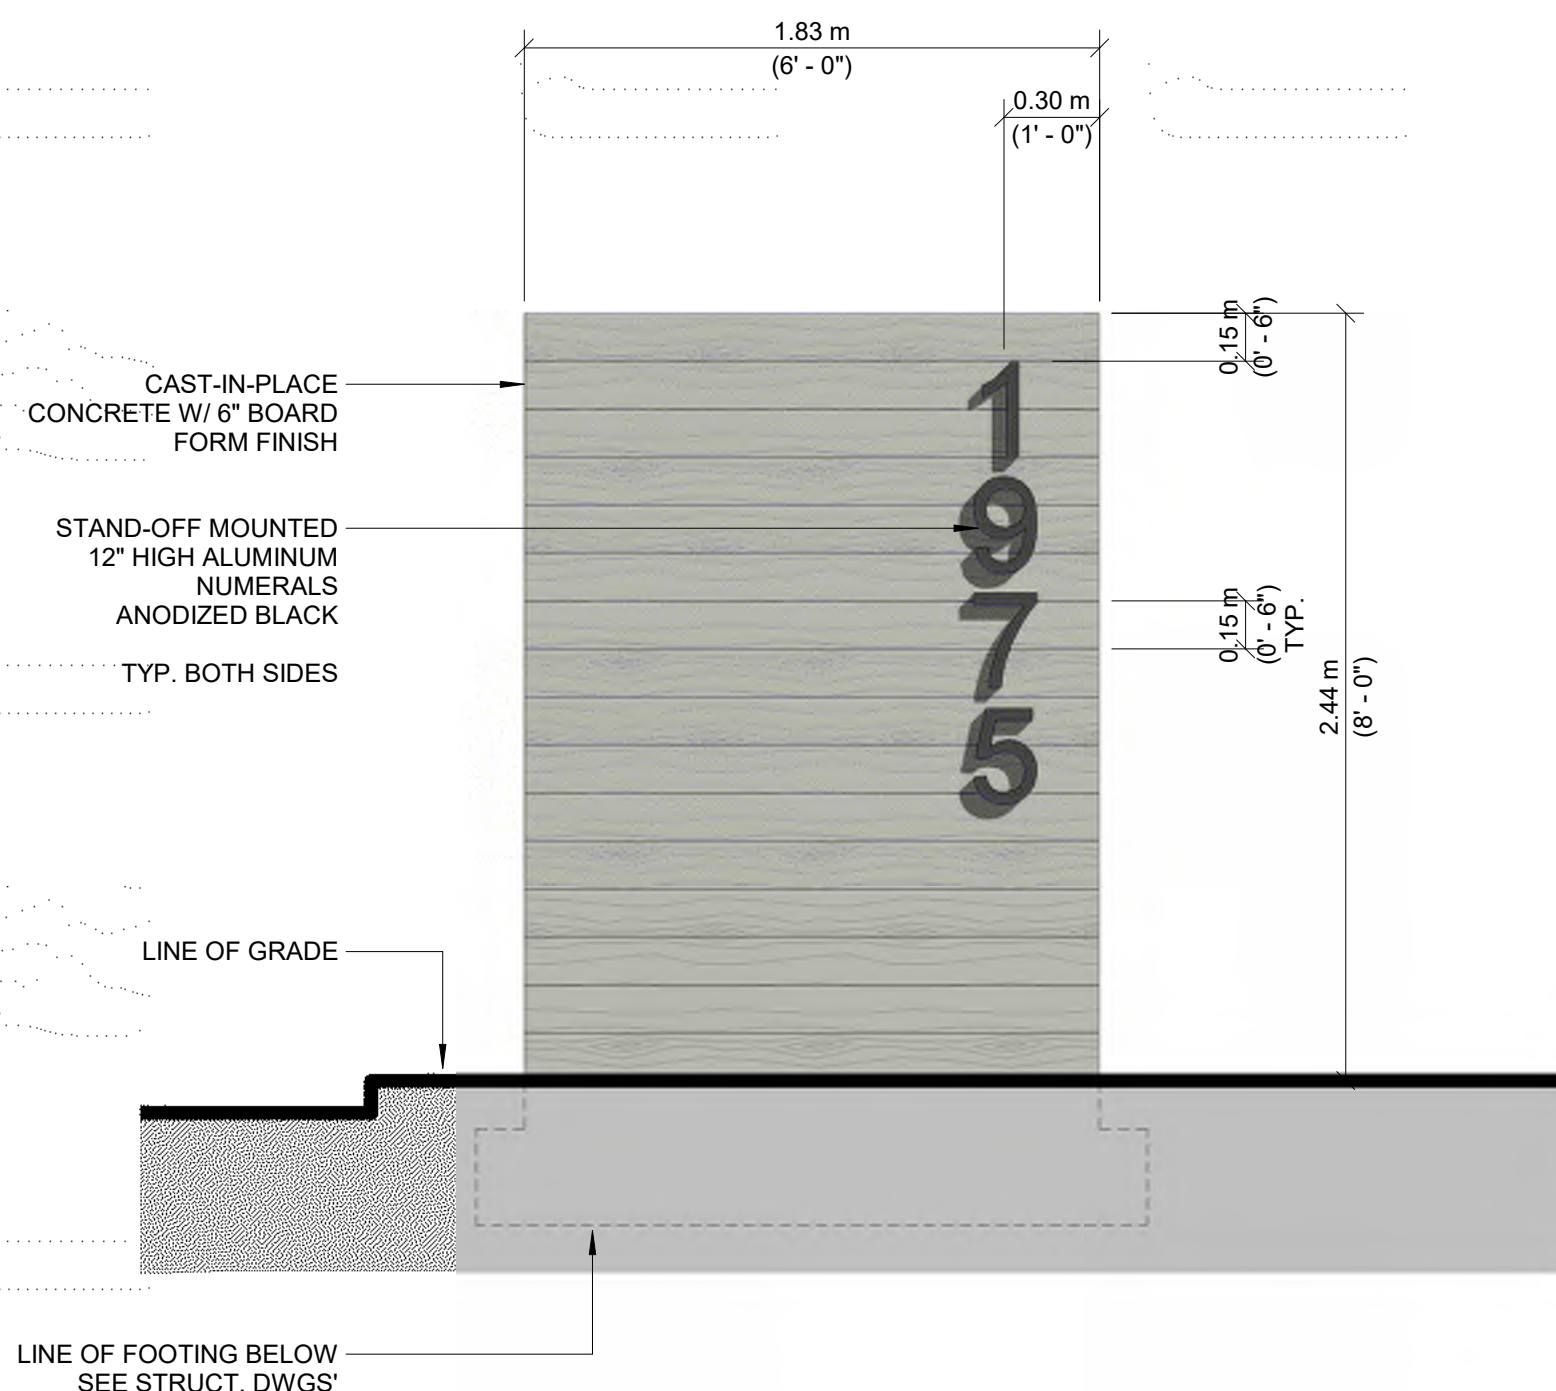 1.83 m
(6' - 0")
0.30 m
(1' - 0")
0.15 m
(0' - 6")
CAST-IN-PLACE
CONCRETE W/ 6" BOARD
FORM FINISH
1
9
7
5
STAND-OFF MOUNTED
12" HIGH ALUMINUM
NUMERALS
ANODIZED BLACK
TYP. BOTH SIDES
0.15 m
(0' - 6")
TYP.
2.44 m
(8' - 0")
LINE OF GRADE
LINE OF FOOTING BELOW
SEE STRUCT. DWGS'